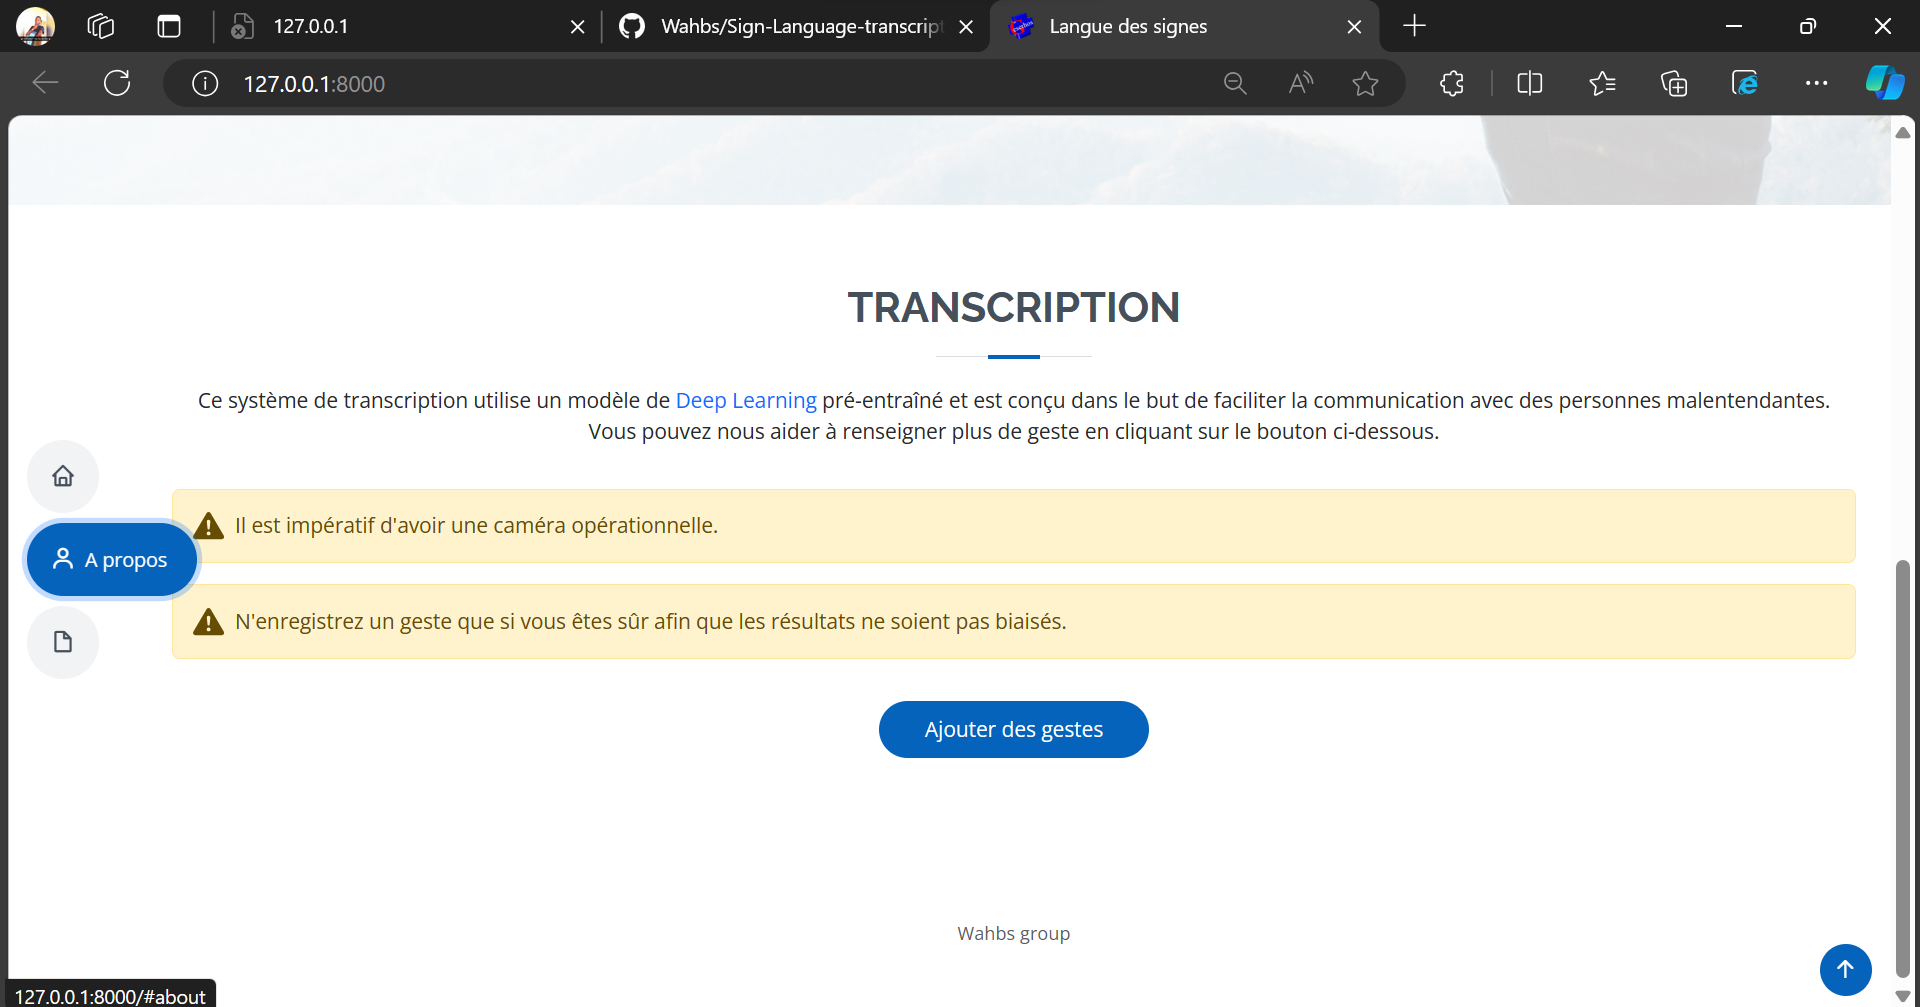 127.0.0.1
Wahbs/Sign-Language-transcript
Langue des signes
127.0.0.1:8000
TRANSCRIPTION
Ce système de transcription utilise un modèle de Deep Learning pré-entraîné et est conçu dans le but de faciliter la communication avec des personnes malentendantes.
Vous pouvez nous aider à renseigner plus de geste en cliquant sur le bouton ci-dessous.
Il est impératif d'avoir une caméra opérationnelle.
A propos
N'enregistrez un geste que si vous êtes sûr afin que les résultats ne soient pas biaisés.
Ajouter des gestes
Wahbs group
127.0.0.1:8000/#about